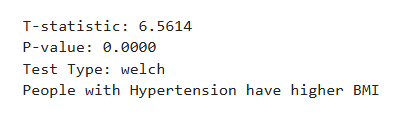 T-statistic: 6.5614
P-value: 0.0000
Test Type: welch
People with Hypertension have higher BMI